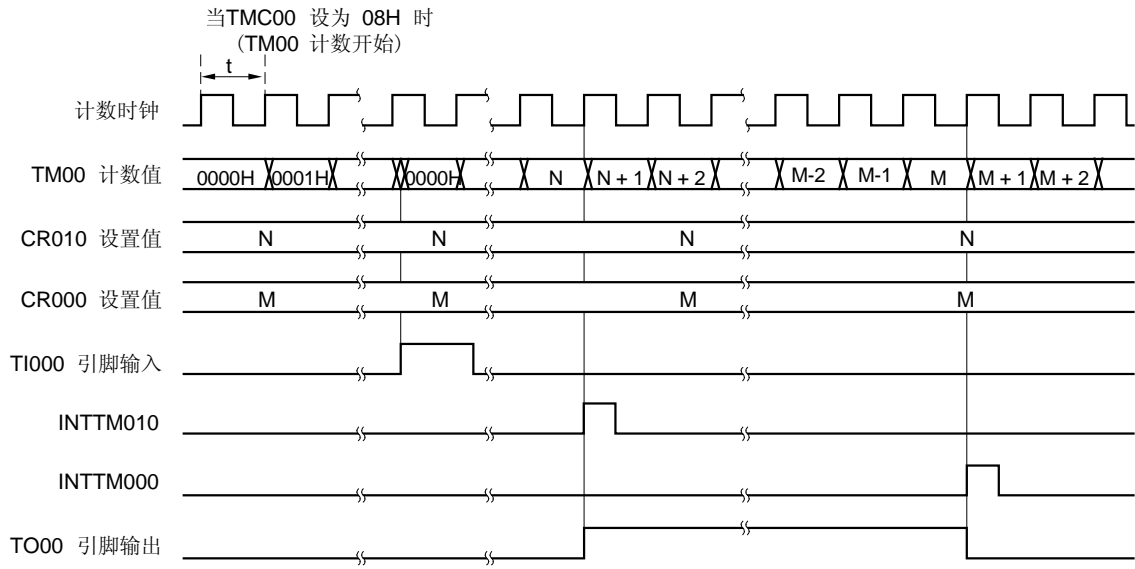 当TMC00 设为 08H 时
（TM00 计数开始）
t
计数时钟
TM00 计数值 0000H 0001H 0000H N N + 1 N + 2 M-2 M-1 M M + 1 M + 2
CR010 设置值 N N N N
CR000 设置值 M M M M
TI000 引脚输入
INTTM010
INTTM000
TO00 引脚输出